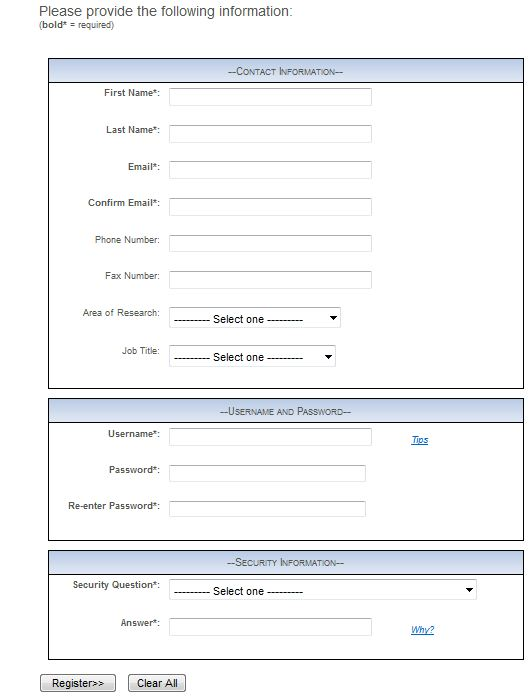 Please provide the following information:
(bold* = required)
--Contact Information--
First Name*:
Last Name*:
Email*:
Confirm Email*:
Phone Number:
Fax Number:
Area of Research: --------- Select one ---------
Job Title: --------- Select one ---------
--Username and Password--
Username*: Tips
Password*:
Re-enter Password*:
--Security Information--
Security Question*: --------- Select one ---------
Answer*: Why?
Register>> Clear All